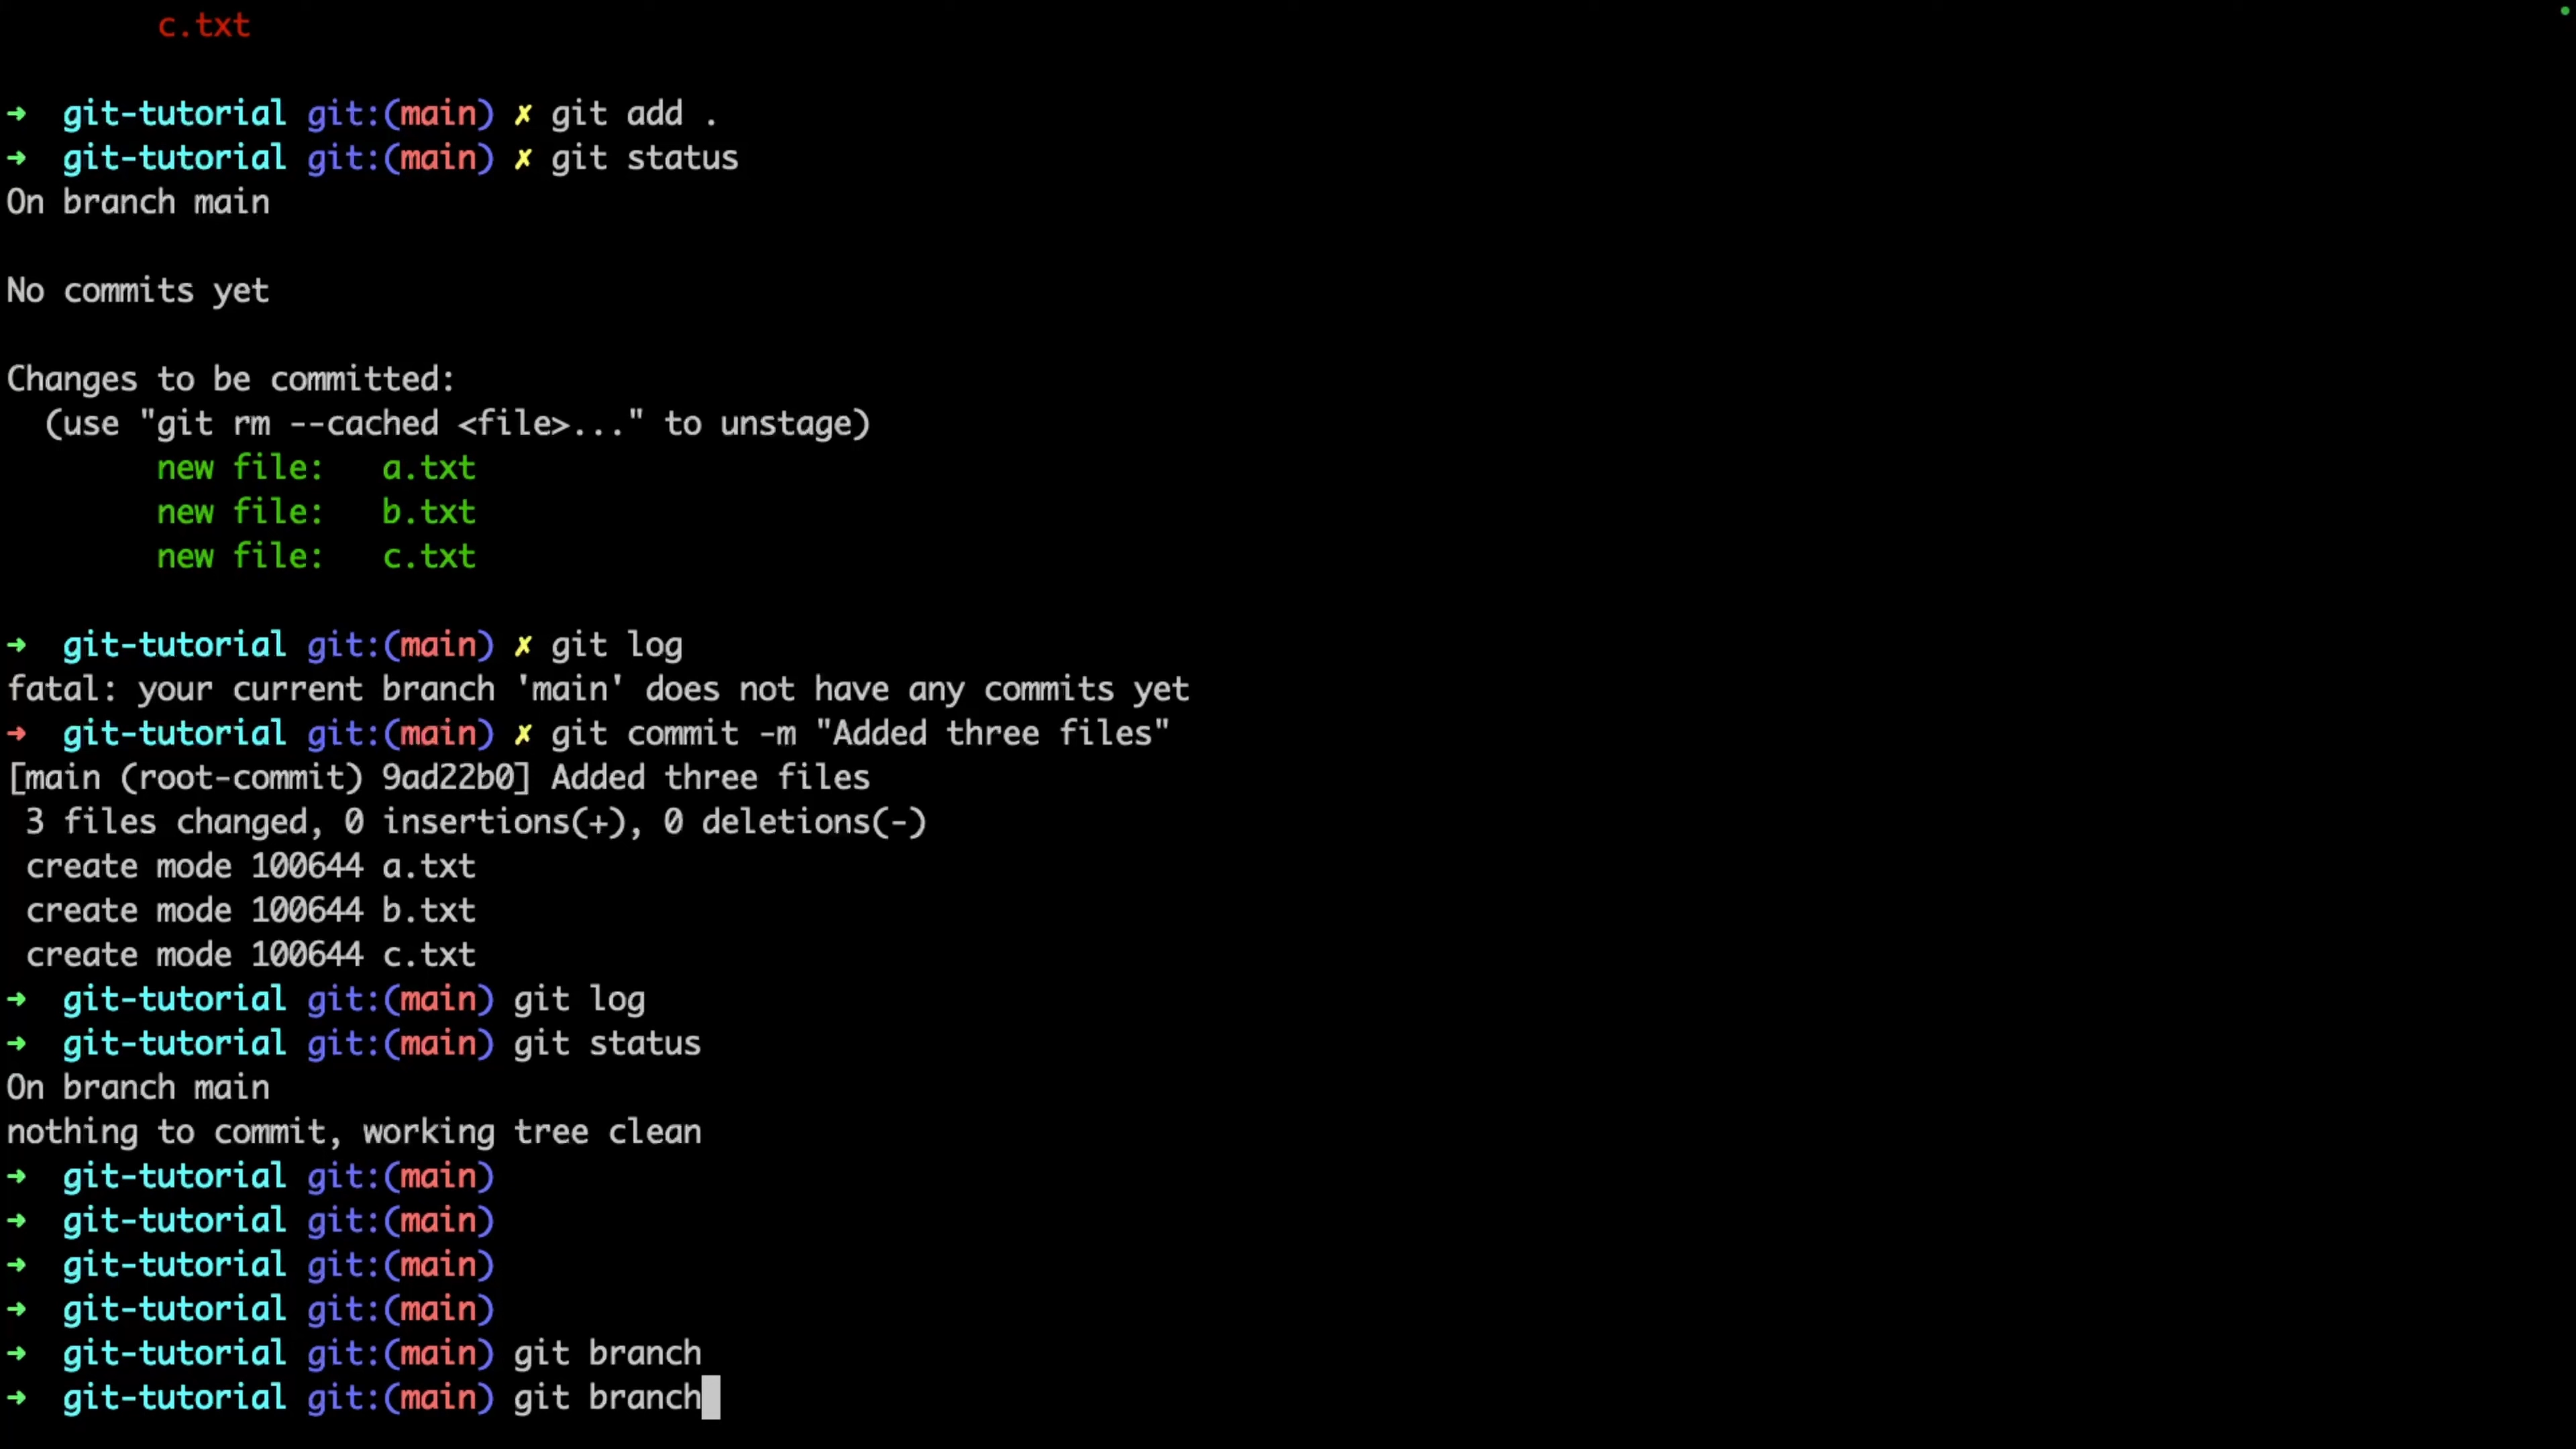 c.txt
➜ git-tutorial git:(main) ✗ git add .
➜ git-tutorial git:(main) ✗ git status
On branch main
No commits yet
Changes to be committed:
(use "git rm --cached <file>..." to unstage)
new file: a.txt
new file: b.txt
new file: c.txt
➜ git-tutorial git:(main) ✗ git log
fatal: your current branch 'main' does not have any commits yet
➜ git-tutorial git:(main) ✗ git commit -m "Added three files"
[main (root-commit) 9ad22b0] Added three files
3 files changed, 0 insertions(+), 0 deletions(-)
create mode 100644 a.txt
create mode 100644 b.txt
create mode 100644 c.txt
➜ git-tutorial git:(main) git log
➜ git-tutorial git:(main) git status
On branch main
nothing to commit, working tree clean
➜ git-tutorial git:(main)
➜ git-tutorial git:(main)
➜ git-tutorial git:(main)
➜ git-tutorial git:(main)
➜ git-tutorial git:(main) git branch
➜ git-tutorial git:(main) git branch